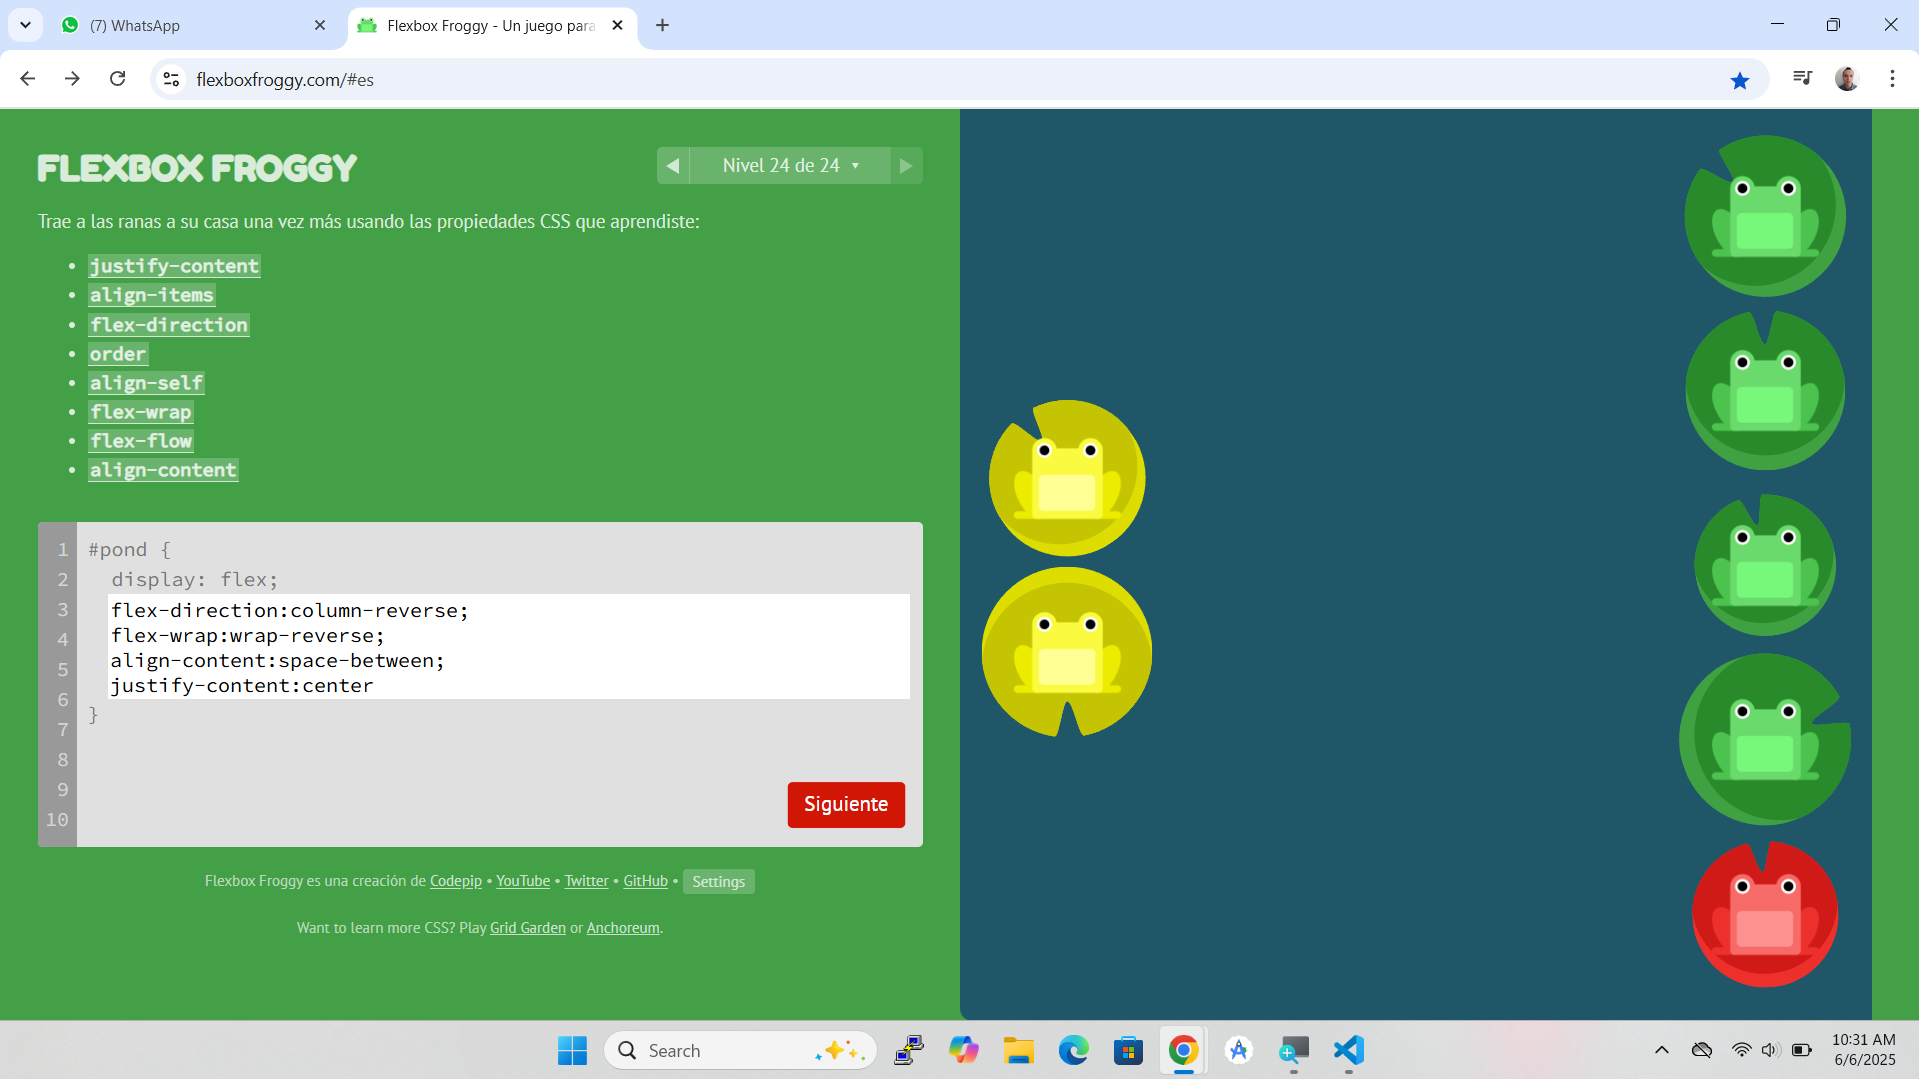 (7) WhatsApp
Flexbox Froggy - Un juego para
flexboxfroggy.com/#es
FLEXBOX FROGGY
Nivel 24 de 24
Trae a las ranas a su casa una vez más usando las propiedades CSS que aprendiste:
justify-content
align-items
flex-direction
order
align-self
flex-wrap
flex-flow
align-content
1 #pond {
2 display: flex;
3 flex-direction:column-reverse;
4 flex-wrap:wrap-reverse;
5 align-content:space-between;
6 justify-content:center
7 }
8
9
10
Siguiente
Flexbox Froggy es una creación de Codepip • YouTube • Twitter • GitHub • Settings
Want to learn more CSS? Play Grid Garden or Anchoreum.
Search
10:31 AM
6/6/2025